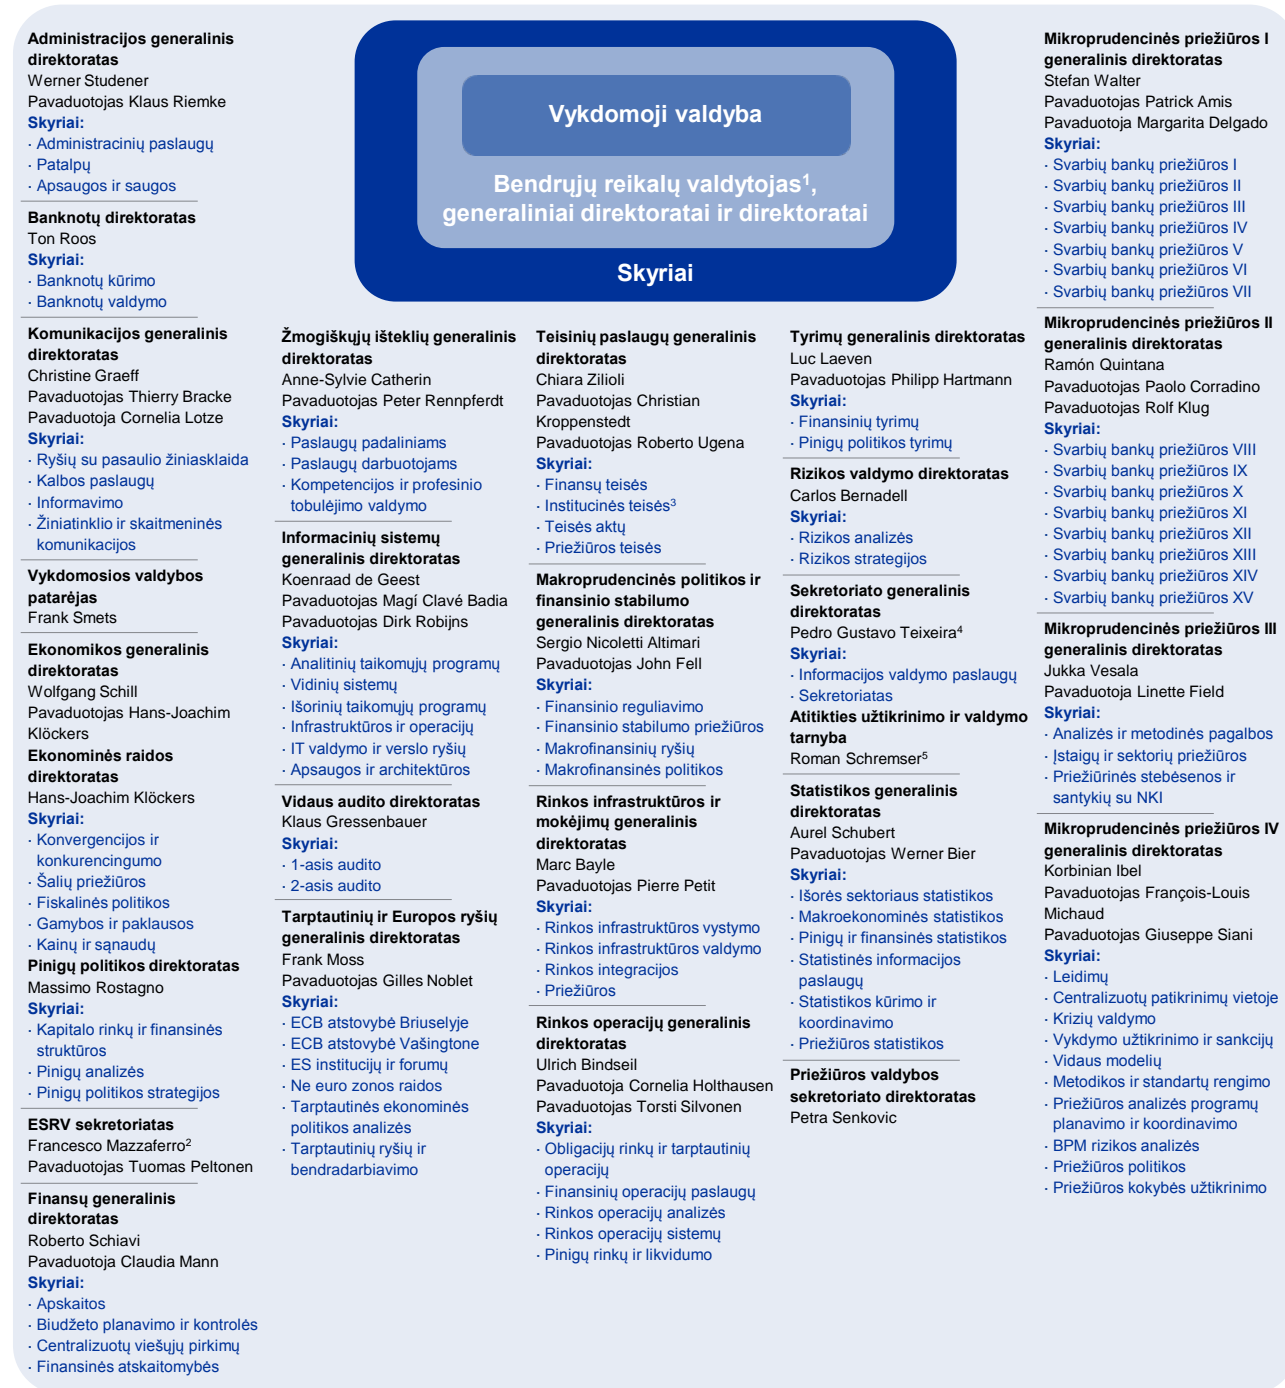 Administracijos generalinis
direktoratas
Werner Studener
Pavaduotojas Klaus Riemke
Skyriai:
· Administracinių paslaugų
· Patalpų
· Apsaugos ir saugos
Banknotų direktoratas
Ton Roos
Skyriai:
· Banknotų kūrimo
· Banknotų valdymo
Komunikacijos generalinis
direktoratas
Christine Graeff
Pavaduotojas Thierry Bracke
Pavaduotoja Cornelia Lotze
Skyriai:
· Ryšių su pasaulio žiniasklaida
· Kalbos paslaugų
· Informavimo
· Žiniatinklio ir skaitmeninės
komunikacijos
Vykdomosios valdybos
patarėjas
Frank Smets
Ekonomikos generalinis
direktoratas
Wolfgang Schill
Pavaduotojas Hans-Joachim
Klöckers
Ekonominės raidos
direktoratas
Hans-Joachim Klöckers
Skyriai:
· Konvergencijos ir
konkurencingumo
· Šalių priežiūros
· Fiskalinės politikos
· Gamybos ir paklausos
· Kainų ir sąnaudų
Pinigų politikos direktoratas
Massimo Rostagno
Skyriai:
· Kapitalo rinkų ir finansinės
struktūros
· Pinigų analizės
· Pinigų politikos strategijos
ESRV sekretoriatas
Francesco Mazzaferro²
Pavaduotojas Tuomas Peltonen
Finansų generalinis
direktoratas
Roberto Schiavi
Pavaduotoja Claudia Mann
Skyriai:
· Apskaitos
· Biudžeto planavimo ir kontrolės
· Centralizuotų viešųjų pirkimų
· Finansinės atskaitomybės
Vykdomoji valdyba
Bendrųjų reikalų valdytojas¹,
generaliniai direktoratai ir direktoratai
Skyriai
Žmogiškųjų išteklių generalinis
direktoratas
Anne-Sylvie Catherin
Pavaduotojas Peter Rennpferdt
Skyriai:
· Paslaugų padaliniams
· Paslaugų darbuotojams
· Kompetencijos ir profesinio
tobulėjimo valdymo
Informacinių sistemų
generalinis direktoratas
Koenraad de Geest
Pavaduotojas Magí Clavé Badia
Pavaduotojas Dirk Robijns
Skyriai:
· Analitinių taikomųjų programų
· Vidinių sistemų
· Išorinių taikomųjų programų
· Infrastruktūros ir operacijų
· IT valdymo ir verslo ryšių
· Apsaugos ir architektūros
Vidaus audito direktoratas
Klaus Gressenbauer
Skyriai:
· 1-asis audito
· 2-asis audito
Tarptautinių ir Europos ryšių
generalinis direktoratas
Frank Moss
Pavaduotojas Gilles Noblet
Skyriai:
· ECB atstovybė Briuselyje
· ECB atstovybė Vašingtone
· ES institucijų ir forumų
· Ne euro zonos raidos
· Tarptautinės ekonominės
politikos analizės
· Tarptautinių ryšių ir
bendradarbiavimo
Teisinių paslaugų generalinis
direktoratas
Chiara Zilioli
Pavaduotojas Christian
Kroppenstedt
Pavaduotojas Roberto Ugena
Skyriai:
· Finansų teisės
· Institucinės teisės³
· Teisės aktų
· Priežiūros teisės
Makroprudencinės politikos ir
finansinio stabilumo
generalinis direktoratas
Sergio Nicoletti Altimari
Pavaduotojas John Fell
Skyriai:
· Finansinio reguliavimo
· Finansinio stabilumo priežiūros
· Makrofinansinių ryšių
· Makrofinansinės politikos
Rinkos infrastruktūros ir
mokėjimų generalinis
direktoratas
Marc Bayle
Pavaduotojas Pierre Petit
Skyriai:
· Rinkos infrastruktūros vystymo
· Rinkos infrastruktūros valdymo
· Rinkos integracijos
· Priežiūros
Rinkos operacijų generalinis
direktoratas
Ulrich Bindseil
Pavaduotoja Cornelia Holthausen
Pavaduotojas Torsti Silvonen
Skyriai:
· Obligacijų rinkų ir tarptautinių
operacijų
· Finansinių operacijų paslaugų
· Rinkos operacijų analizės
· Rinkos operacijų sistemų
· Pinigų rinkų ir likvidumo
Tyrimų generalinis direktoratas
Luc Laeven
Pavaduotojas Philipp Hartmann
Skyriai:
· Finansinių tyrimų
· Pinigų politikos tyrimų
Rizikos valdymo direktoratas
Carlos Bernadell
Skyriai:
· Rizikos analizės
· Rizikos strategijos
Sekretoriato generalinis
direktoratas
Pedro Gustavo Teixeira⁴
Skyriai:
· Informacijos valdymo paslaugų
· Sekretoriatas
Atitikties užtikrinimo ir valdymo
tarnyba
Roman Schremser⁵
Statistikos generalinis
direktoratas
Aurel Schubert
Pavaduotojas Werner Bier
Skyriai:
· Išorės sektoriaus statistikos
· Makroekonominės statistikos
· Pinigų ir finansinės statistikos
· Statistinės informacijos
paslaugų
· Statistikos kūrimo ir
koordinavimo
· Priežiūros statistikos
Priežiūros valdybos
sekretoriato direktoratas
Petra Senkovic
Mikroprudencinės priežiūros I
generalinis direktoratas
Stefan Walter
Pavaduotojas Patrick Amis
Pavaduotoja Margarita Delgado
Skyriai:
· Svarbių bankų priežiūros I
· Svarbių bankų priežiūros II
· Svarbių bankų priežiūros III
· Svarbių bankų priežiūros IV
· Svarbių bankų priežiūros V
· Svarbių bankų priežiūros VI
· Svarbių bankų priežiūros VII
Mikroprudencinės priežiūros II
generalinis direktoratas
Ramón Quintana
Pavaduotojas Paolo Corradino
Pavaduotojas Rolf Klug
Skyriai:
· Svarbių bankų priežiūros VIII
· Svarbių bankų priežiūros IX
· Svarbių bankų priežiūros X
· Svarbių bankų priežiūros XI
· Svarbių bankų priežiūros XII
· Svarbių bankų priežiūros XIII
· Svarbių bankų priežiūros XIV
· Svarbių bankų priežiūros XV
Mikroprudencinės priežiūros III
generalinis direktoratas
Jukka Vesala
Pavaduotoja Linette Field
Skyriai:
· Analizės ir metodinės pagalbos
· Įstaigų ir sektorių priežiūros
· Priežiūrinės stebėsenos ir
santykių su NKI
Mikroprudencinės priežiūros IV
generalinis direktoratas
Korbinian Ibel
Pavaduotojas François-Louis
Michaud
Pavaduotojas Giuseppe Siani
Skyriai:
· Leidimų
· Centralizuotų patikrinimų vietoje
· Krizių valdymo
· Vykdymo užtikrinimo ir sankcijų
· Vidaus modelių
· Metodikos ir standartų rengimo
· Priežiūros analizės programų
planavimo ir koordinavimo
· BPM rizikos analizės
· Priežiūros politikos
· Priežiūros kokybės užtikrinimo